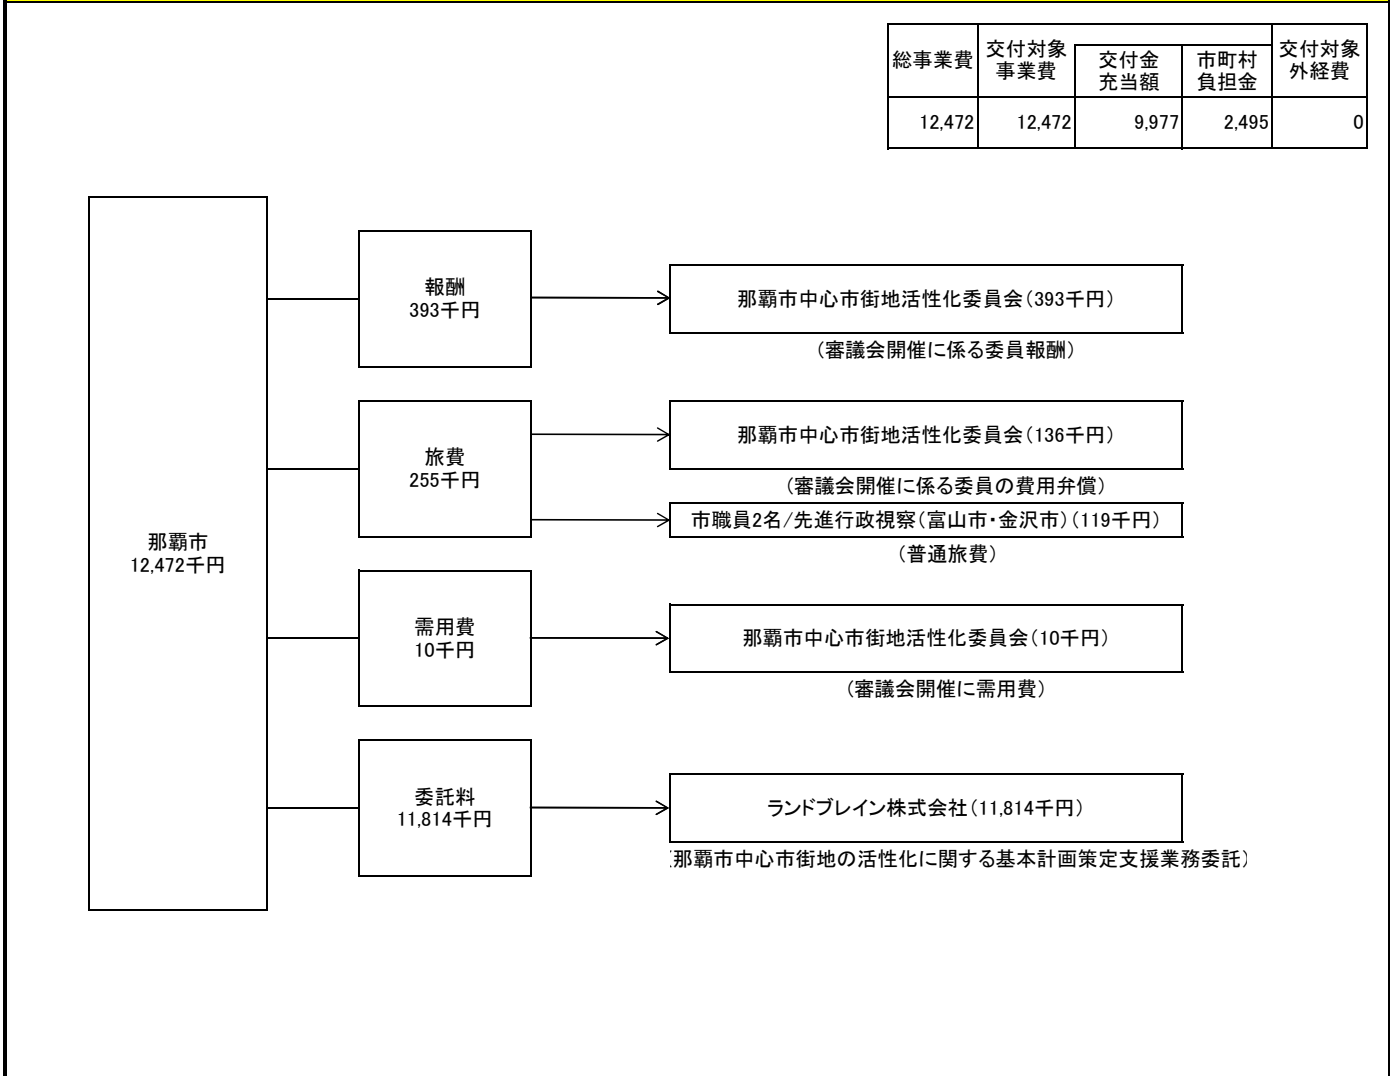 総事業費
交付対象
事業費
交付金
充当額
市町村
負担金
交付対象
外経費
12,472
12,472
9,977
2,495
0
那覇市
12,472千円
報酬
393千円
那覇市中心市街地活性化委員会(393千円)
(審議会開催に係る委員報酬)
旅費
255千円
那覇市中心市街地活性化委員会(136千円)
(審議会開催に係る委員の費用弁償)
市職員2名/先進行政視察(富山市・金沢市)(119千円)
(普通旅費)
需用費
10千円
那覇市中心市街地活性化委員会(10千円)
(審議会開催に需用費)
委託料
11,814千円
ランドブレイン株式会社(11,814千円)
(那覇市中心市街地の活性化に関する基本計画策定支援業務委託)